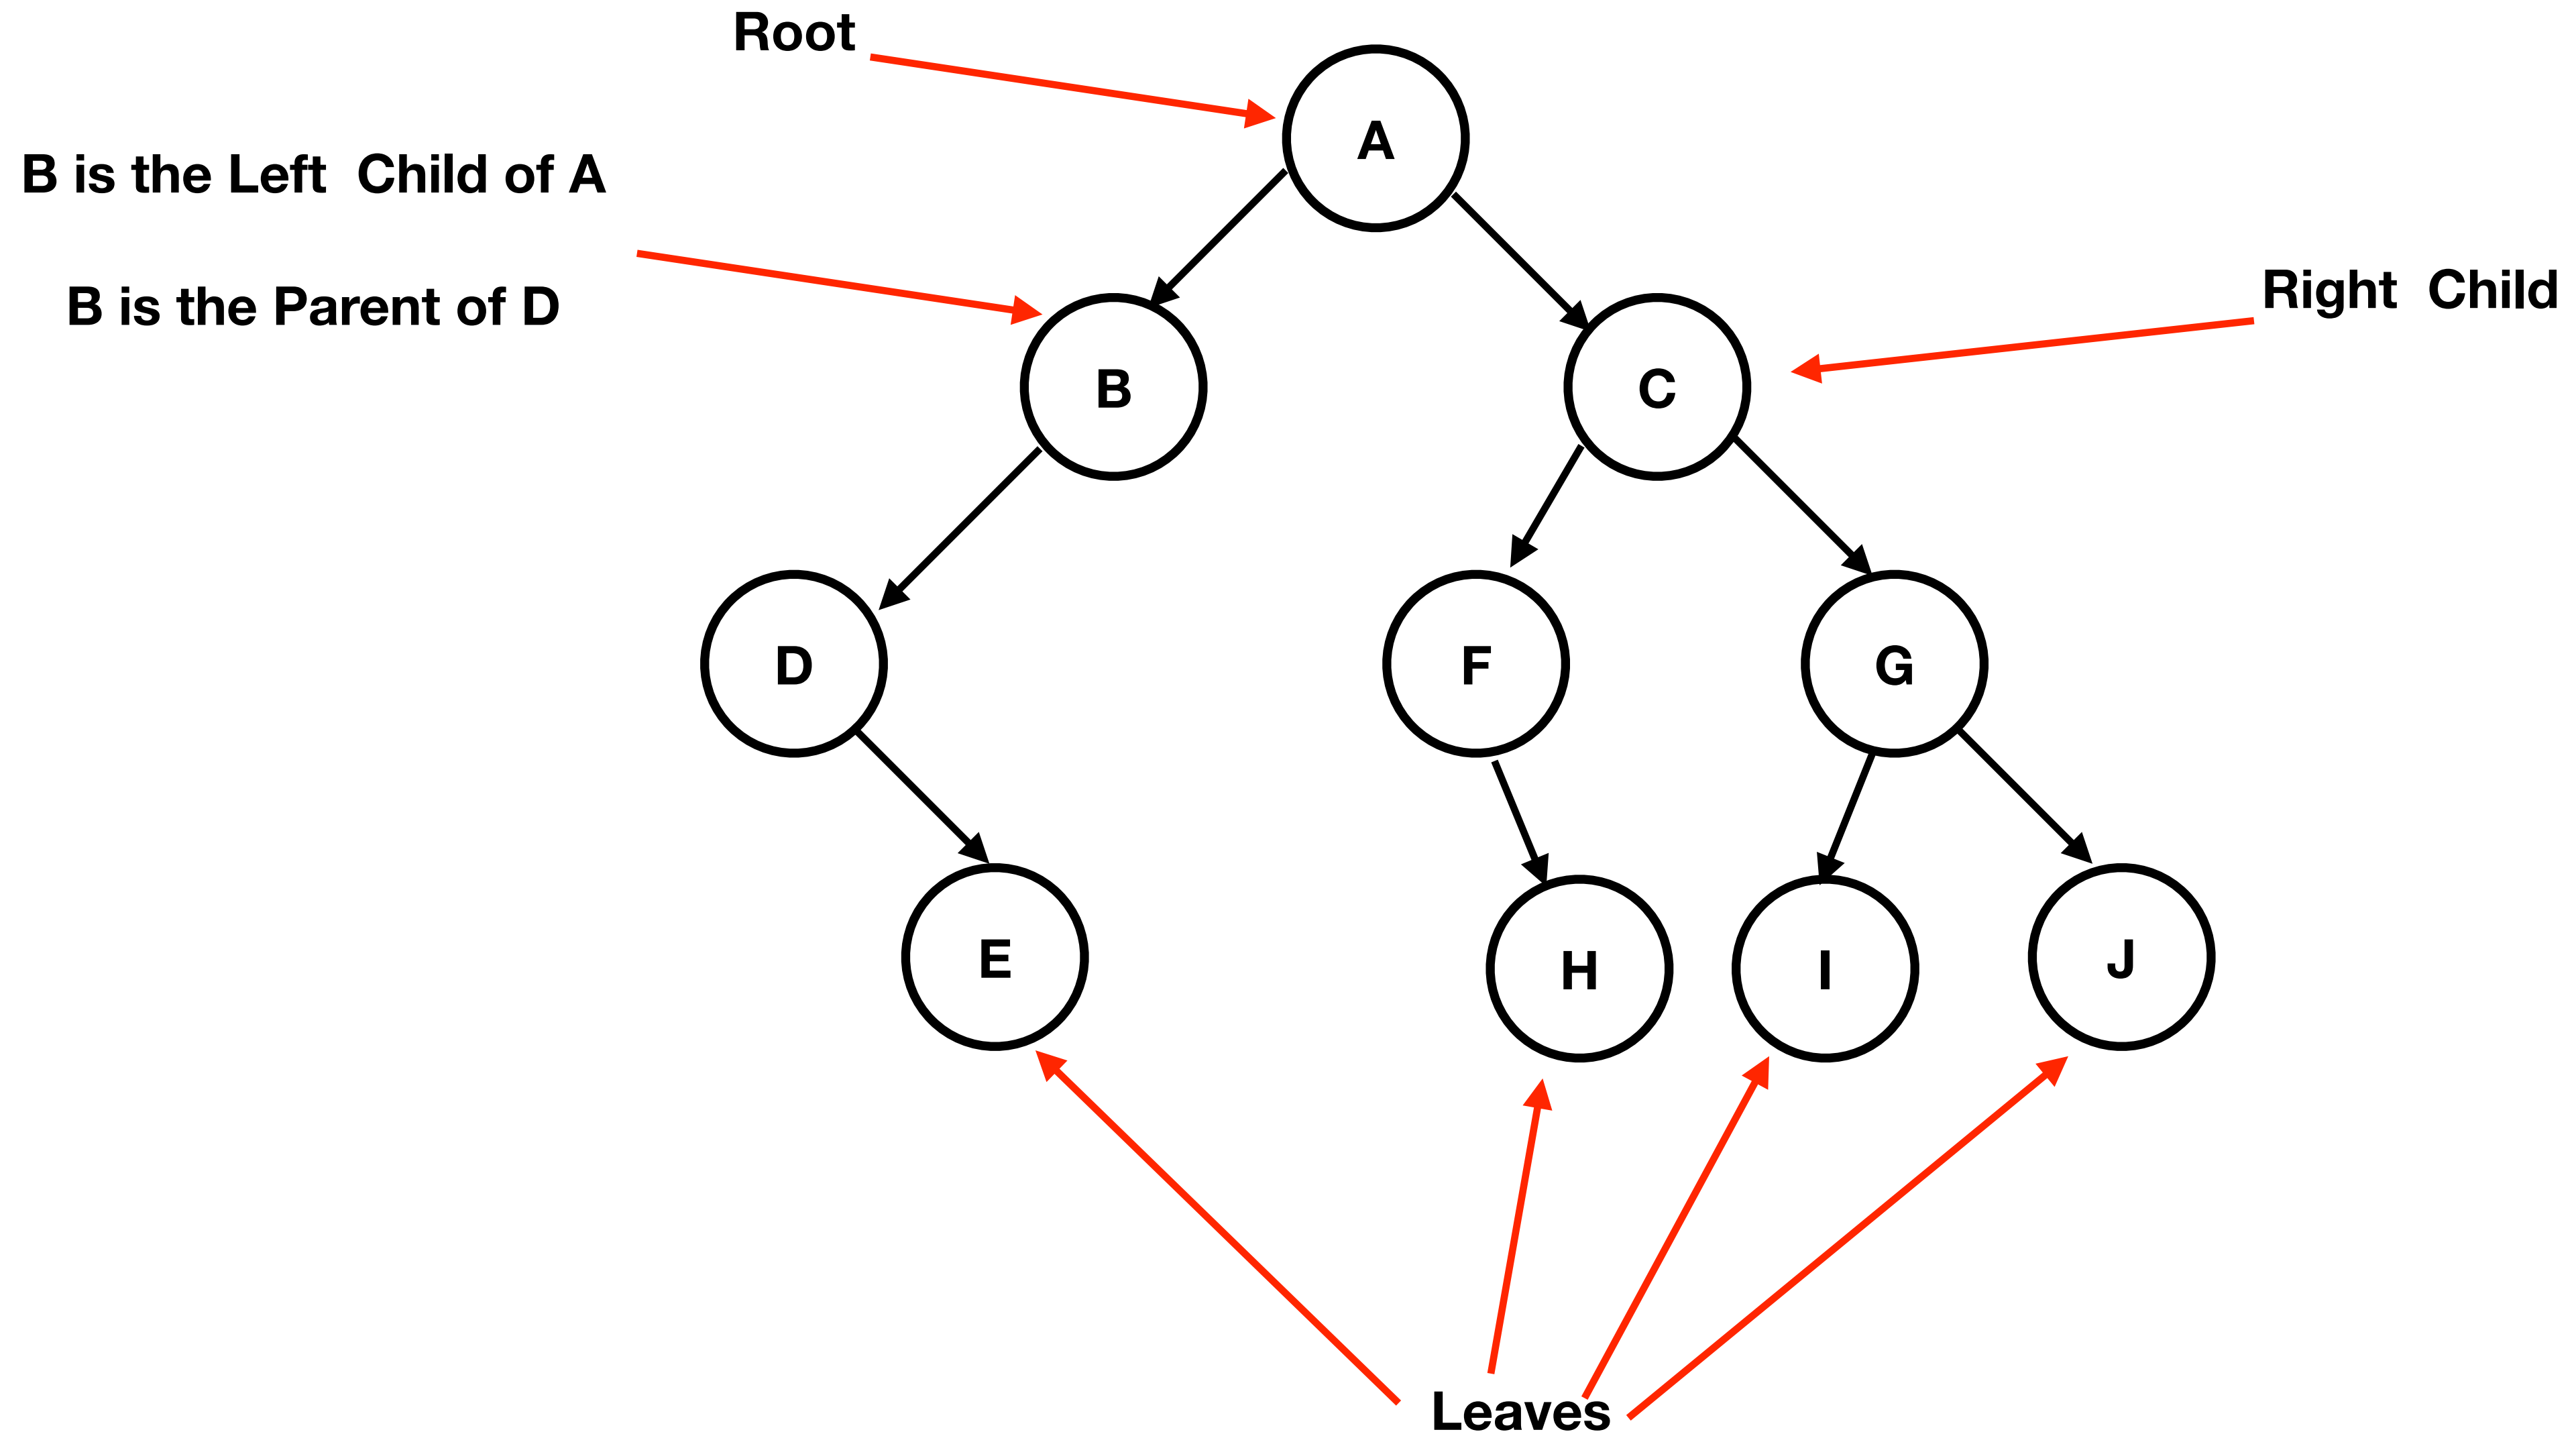 Root
A
B is the Left  Child of A
B is the Parent of D
Right  Child
B
C
D
F
G
E
H
I
J
Leaves